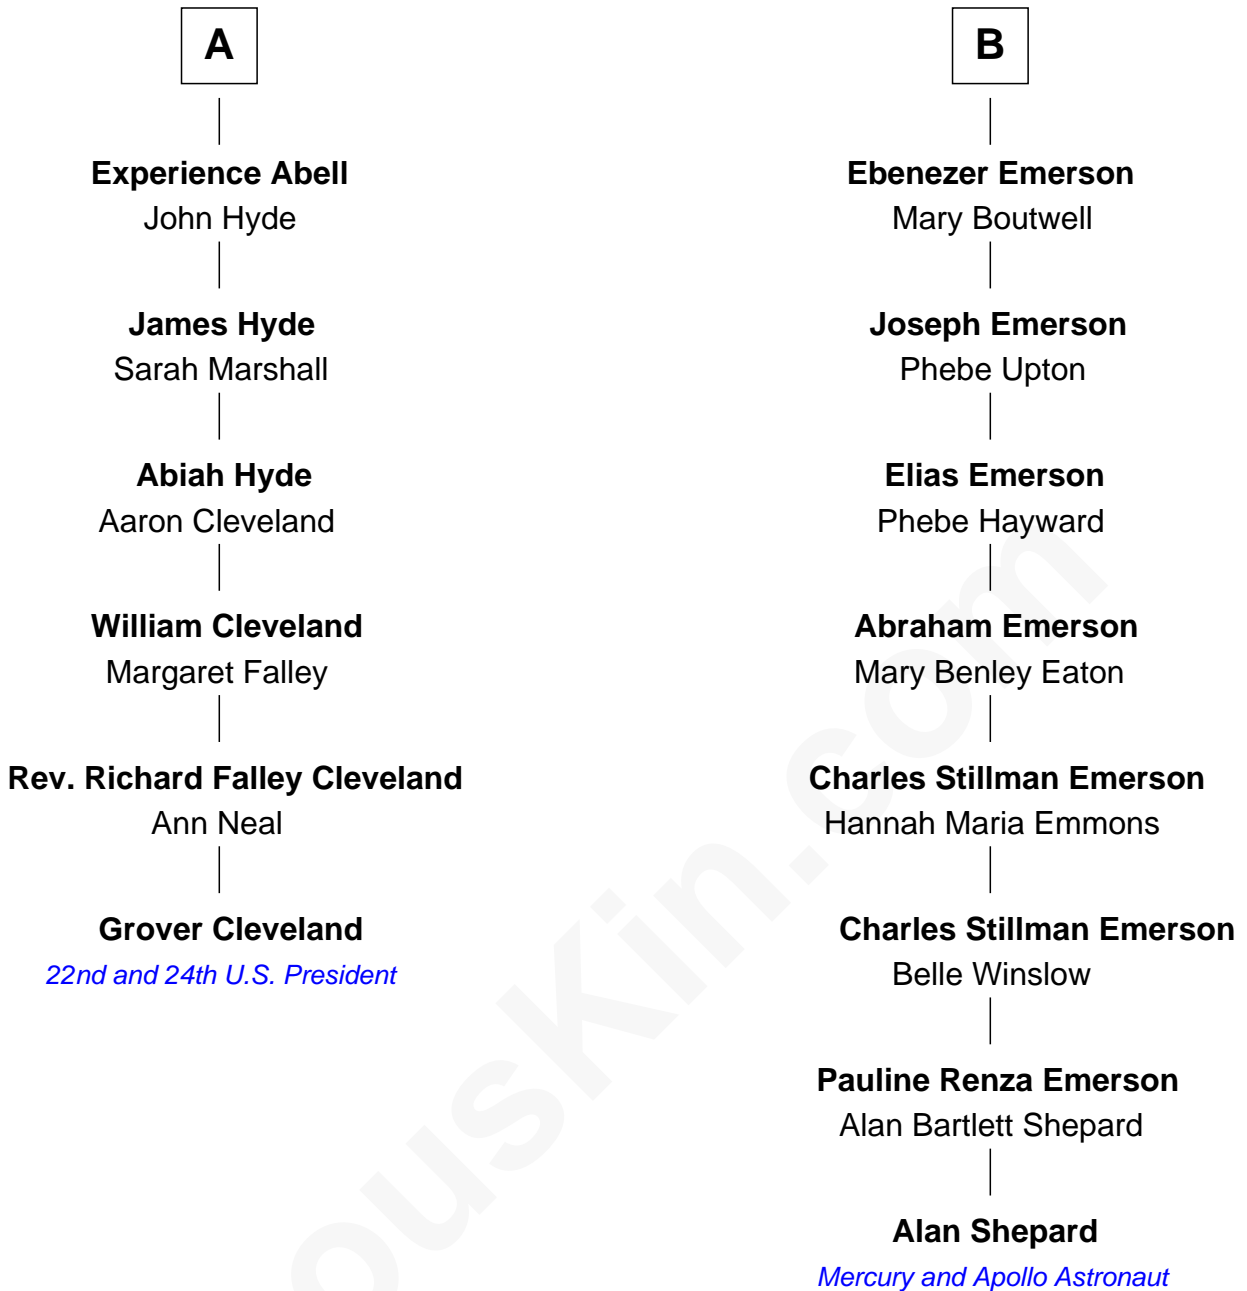 A
Experience Abell
John Hyde
James Hyde
Sarah Marshall
Abiah Hyde
Aaron Cleveland
William Cleveland
Margaret Falley
Rev. Richard Falley Cleveland
Ann Neal
Grover Cleveland
22nd and 24th U.S. President
B
Ebenezer Emerson
Mary Boutwell
Joseph Emerson
Phebe Upton
Elias Emerson
Phebe Hayward
Abraham Emerson
Mary Benley Eaton
Charles Stillman Emerson
Hannah Maria Emmons
Charles Stillman Emerson
Belle Winslow
Pauline Renza Emerson
Alan Bartlett Shepard
Alan Shepard
Mercury and Apollo Astronaut
ousKin.com